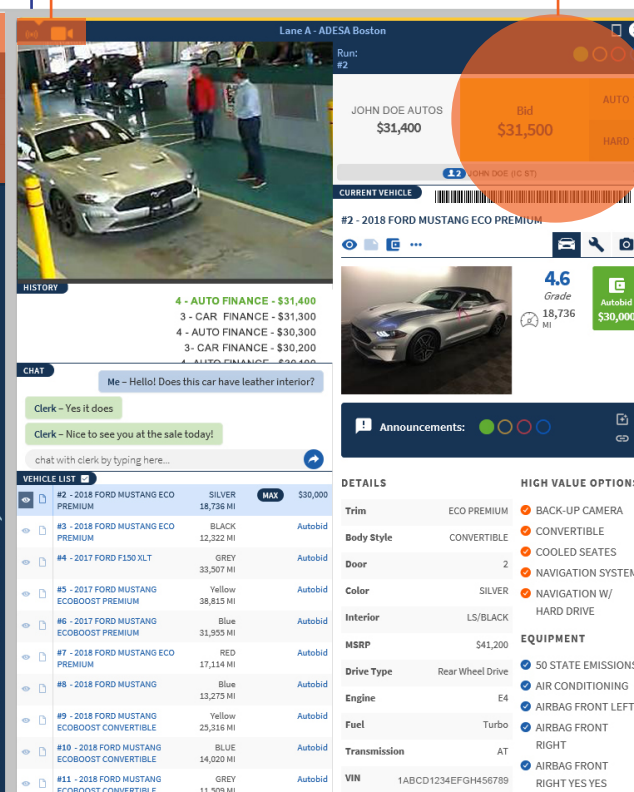 Lane A - ADESA Boston
Run:
#2
JOHN DOE AUTOS
$31,400
Bid
$31,500
AUTO
HARD
2 JOHN DOE (IC ST)
CURRENT VEHICLE
#2 - 2018 FORD MUSTANG ECO PREMIUM
4.6
Grade
18,736
MI
Autobid
$30,000
HISTORY
4 - AUTO FINANCE - $31,400
3 - CAR FINANCE - $31,300
4 - AUTO FINANCE - $30,300
3- CAR FINANCE - $30,200
4 - AUTO FINANCE - $30,100
CHAT
Me – Hello! Does this car have leather interior?
Clerk – Yes it does
Clerk – Nice to see you at the sale today!
chat with clerk by typing here...
Announcements:
VEHICLE LIST
#2 - 2018 FORD MUSTANG ECO PREMIUM SILVER 18,736 MI MAX $30,000
#3 - 2018 FORD MUSTANG ECO PREMIUM BLACK 12,322 MI Autobid
#4 - 2017 FORD F150 XLT GREY 33,507 MI Autobid
#5 - 2017 FORD MUSTANG ECOBOOST PREMIUM Yellow 38,815 MI Autobid
#6 - 2017 FORD MUSTANG ECOBOOST PREMIUM Blue 31,955 MI Autobid
#7 - 2018 FORD MUSTANG ECO PREMIUM RED 17,114 MI Autobid
#8 - 2018 FORD MUSTANG Blue 13,275 MI Autobid
#9 - 2018 FORD MUSTANG ECOBOOST CONVERTIBLE Yellow 25,316 MI Autobid
#10 - 2018 FORD MUSTANG ECOBOOST CONVERTIBLE BLUE 14,020 MI Autobid
#11 - 2018 FORD MUSTANG ECOBOOST CONVERTIBLE GREY 11,509 MI Autobid
DETAILS
Trim ECO PREMIUM
Body Style CONVERTIBLE
Door 2
Color SILVER
Interior LS/BLACK
MSRP $41,200
Drive Type Rear Wheel Drive
Engine E4
Fuel Turbo
Transmission AT
VIN 1ABCD1234EFGH456789
HIGH VALUE OPTIONS
BACK-UP CAMERA
CONVERTIBLE
COOLED SEATES
NAVIGATION SYSTEM
NAVIGATION W/
HARD DRIVE
EQUIPMENT
50 STATE EMISSIONS
AIR CONDITIONING
AIRBAG FRONT LEFT
AIRBAG FRONT
RIGHT
AIRBAG FRONT
RIGHT YES YES